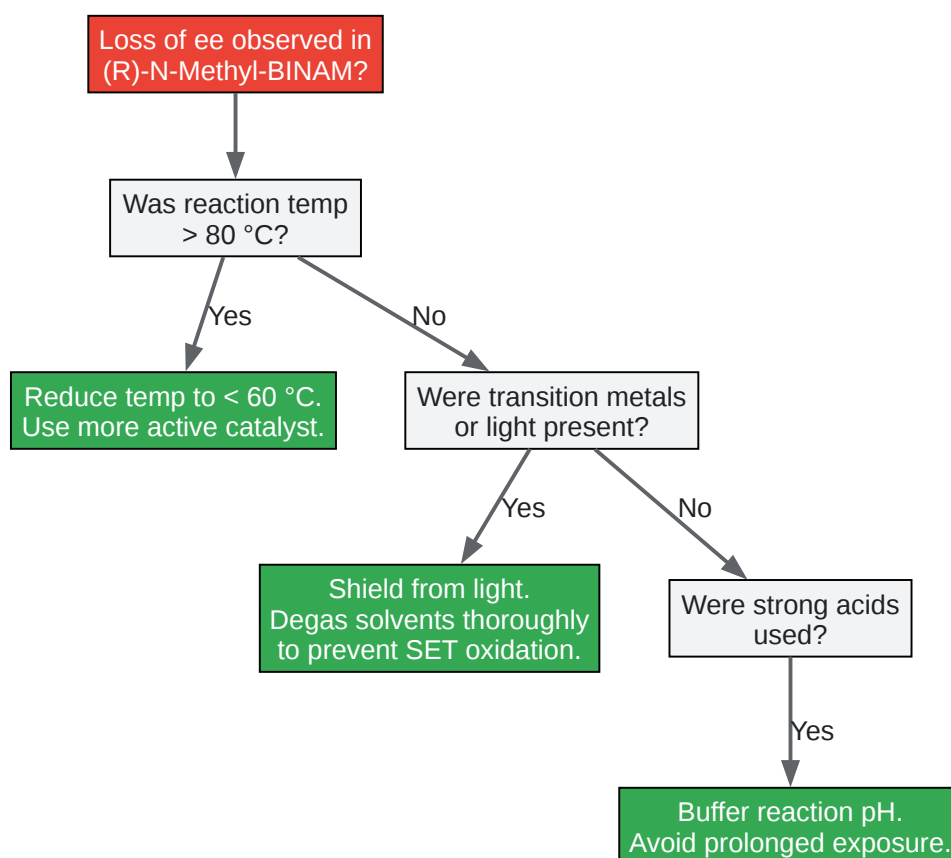 Loss of ee observed in
(R)-N-Methyl-BINAM?
Was reaction temp
> 80 °C?
Yes
No
Reduce temp to < 60 °C.
Use more active catalyst.
Were transition metals
or light present?
Yes
No
Shield from light.
Degas solvents thoroughly
to prevent SET oxidation.
Were strong acids
used?
Yes
Buffer reaction pH.
Avoid prolonged exposure.